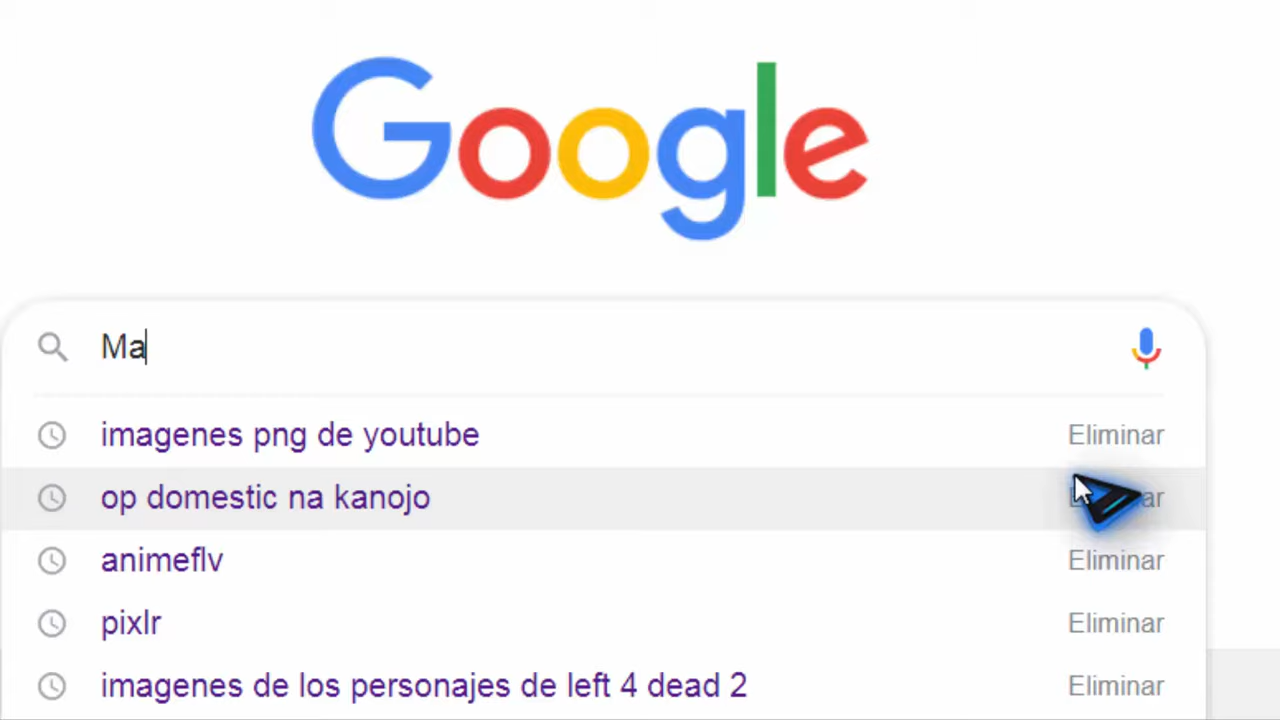 Google
Ma
imagenes png de youtube Eliminar
op domestic na kanojo
animeflv Eliminar
pixlr Eliminar
imagenes de los personajes de left 4 dead 2 Eliminar